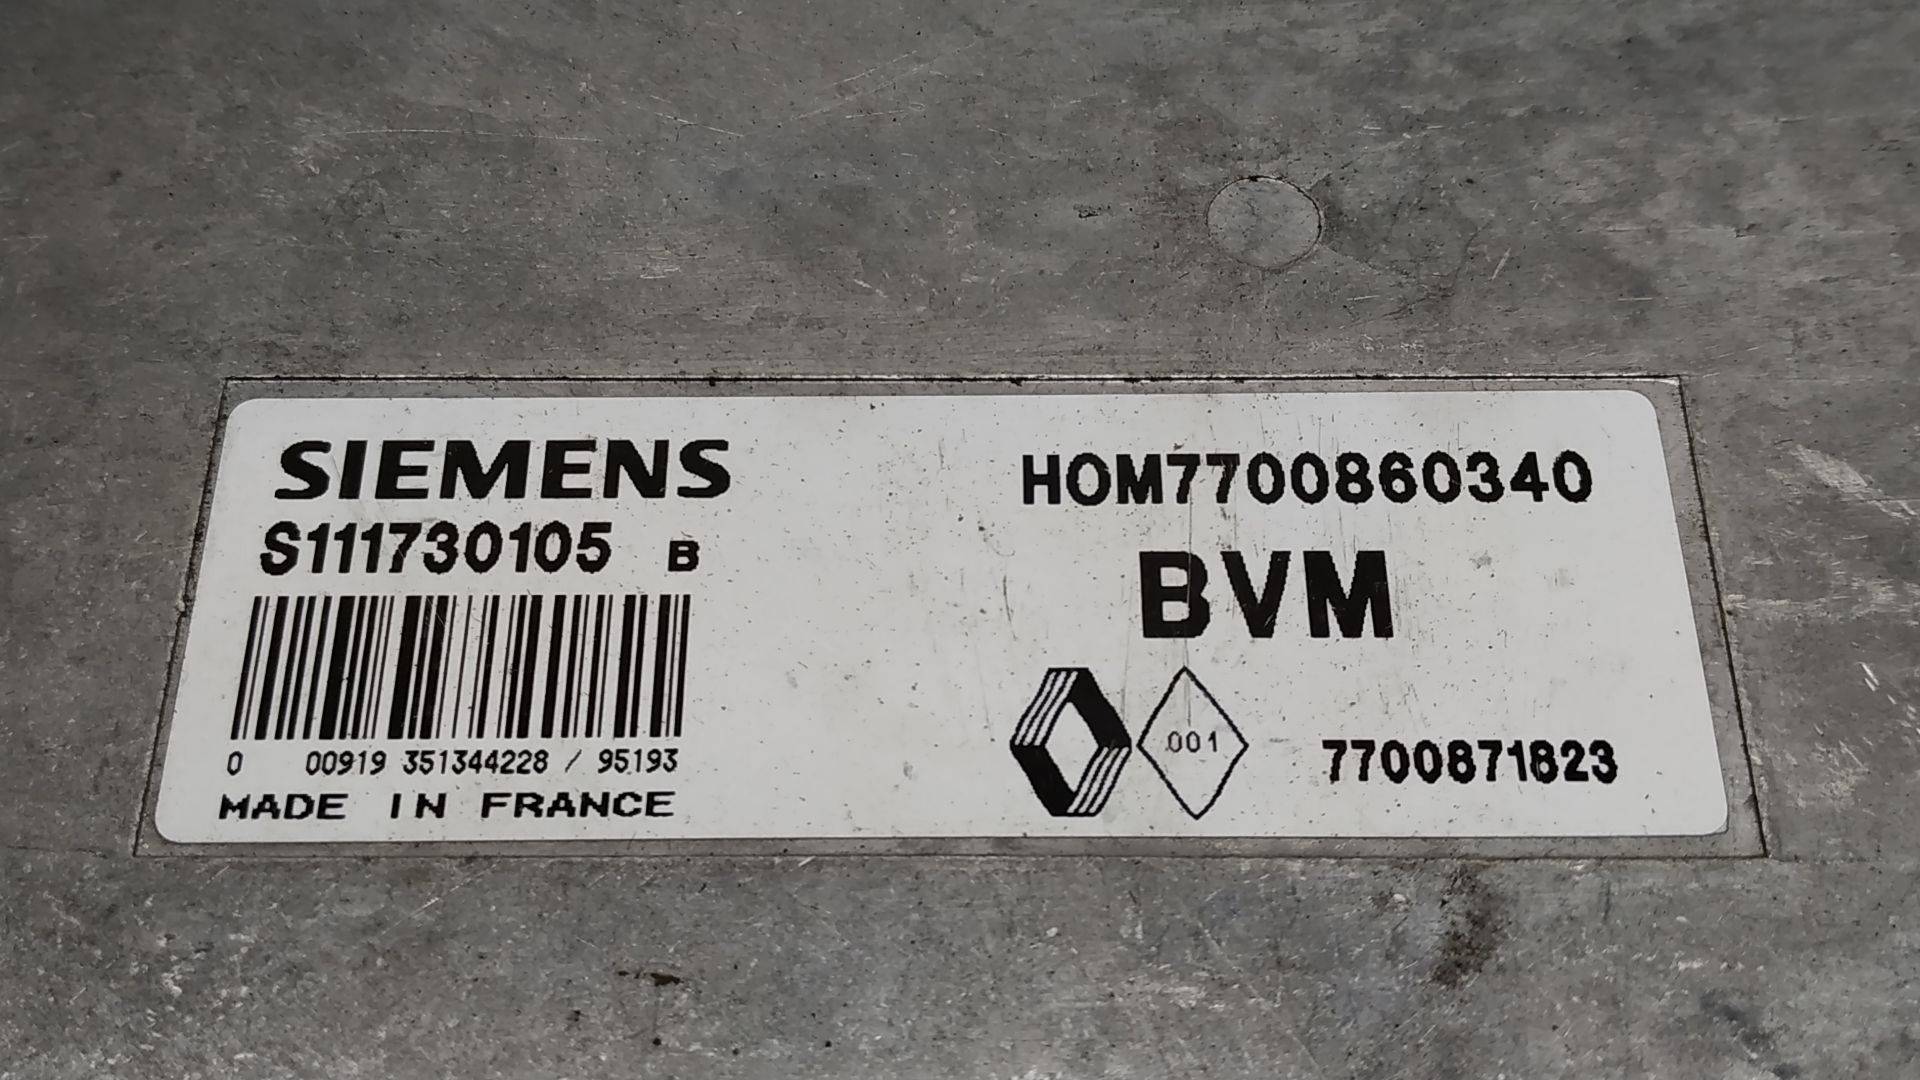 SIEMENS
S111730105 B
0 00919 351344228 / 95193
MADE IN FRANCE
HOM7700860340
BVM
001
7700871823